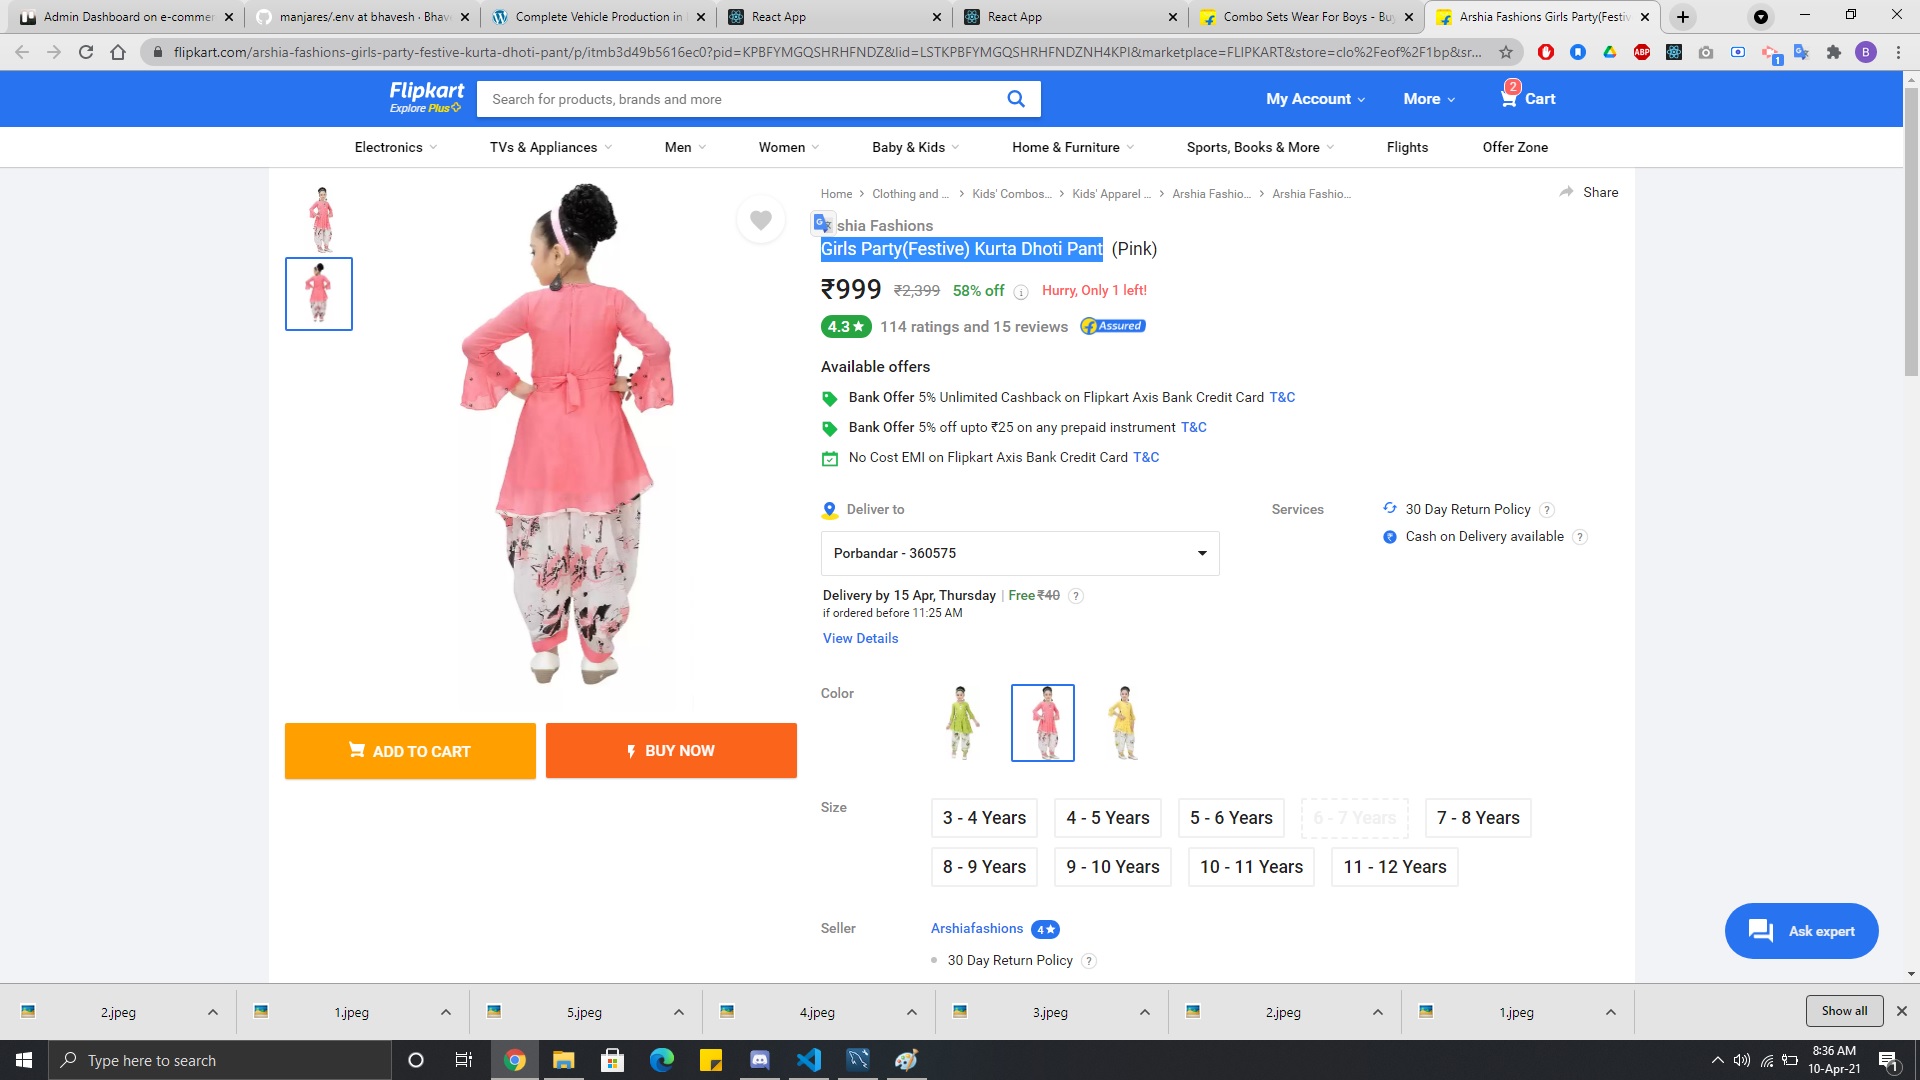 Admin Dashboard on e-commer
manjares/.env at bhavesh · Bhav
Complete Vehicle Production in
React App
React App
Combo Sets Wear For Boys - Bu
Arshia Fashions Girls Party(Festiv
flipkart.com/arshia-fashions-girls-party-festive-kurta-dhoti-pant/p/itmb3d49b5616ec0?pid=KPBFYMGQSHRHFNDZ&lid=LSTKPBFYMGQSHRHFNDZNH4KPI&marketplace=FLIPKART&store=clo%2Feof%2F1bp&sr...
ABP
1
B
Flipkart
Explore Plus
Search for products, brands and more
My Account
More
2
Cart
Electronics
TVs & Appliances
Men
Women
Baby & Kids
Home & Furniture
Sports, Books & More
Flights
Offer Zone
Home > Clothing and ... > Kids' Combos... > Kids' Apparel ... > Arshia Fashio... > Arshia Fashio...
Share
shia Fashions
Girls Party(Festive) Kurta Dhoti Pant (Pink)
₹999 ₹2,399 58% off i Hurry, Only 1 left!
4.3★ 114 ratings and 15 reviews Assured
Available offers
Bank Offer 5% Unlimited Cashback on Flipkart Axis Bank Credit Card T&C
Bank Offer 5% off upto ₹25 on any prepaid instrument T&C
No Cost EMI on Flipkart Axis Bank Credit Card T&C
Deliver to
Porbandar - 360575
Delivery by 15 Apr, Thursday | Free ₹40 ?
if ordered before 11:25 AM
View Details
Services
30 Day Return Policy ?
Cash on Delivery available ?
Color
ADD TO CART
BUY NOW
Size
3 - 4 Years
4 - 5 Years
5 - 6 Years
6 - 7 Years
7 - 8 Years
8 - 9 Years
9 - 10 Years
10 - 11 Years
11 - 12 Years
Seller
Arshiafashions 4★
30 Day Return Policy ?
Ask expert
2.jpeg
1.jpeg
5.jpeg
4.jpeg
3.jpeg
2.jpeg
1.jpeg
Show all
Type here to search
8:36 AM
10-Apr-21
1